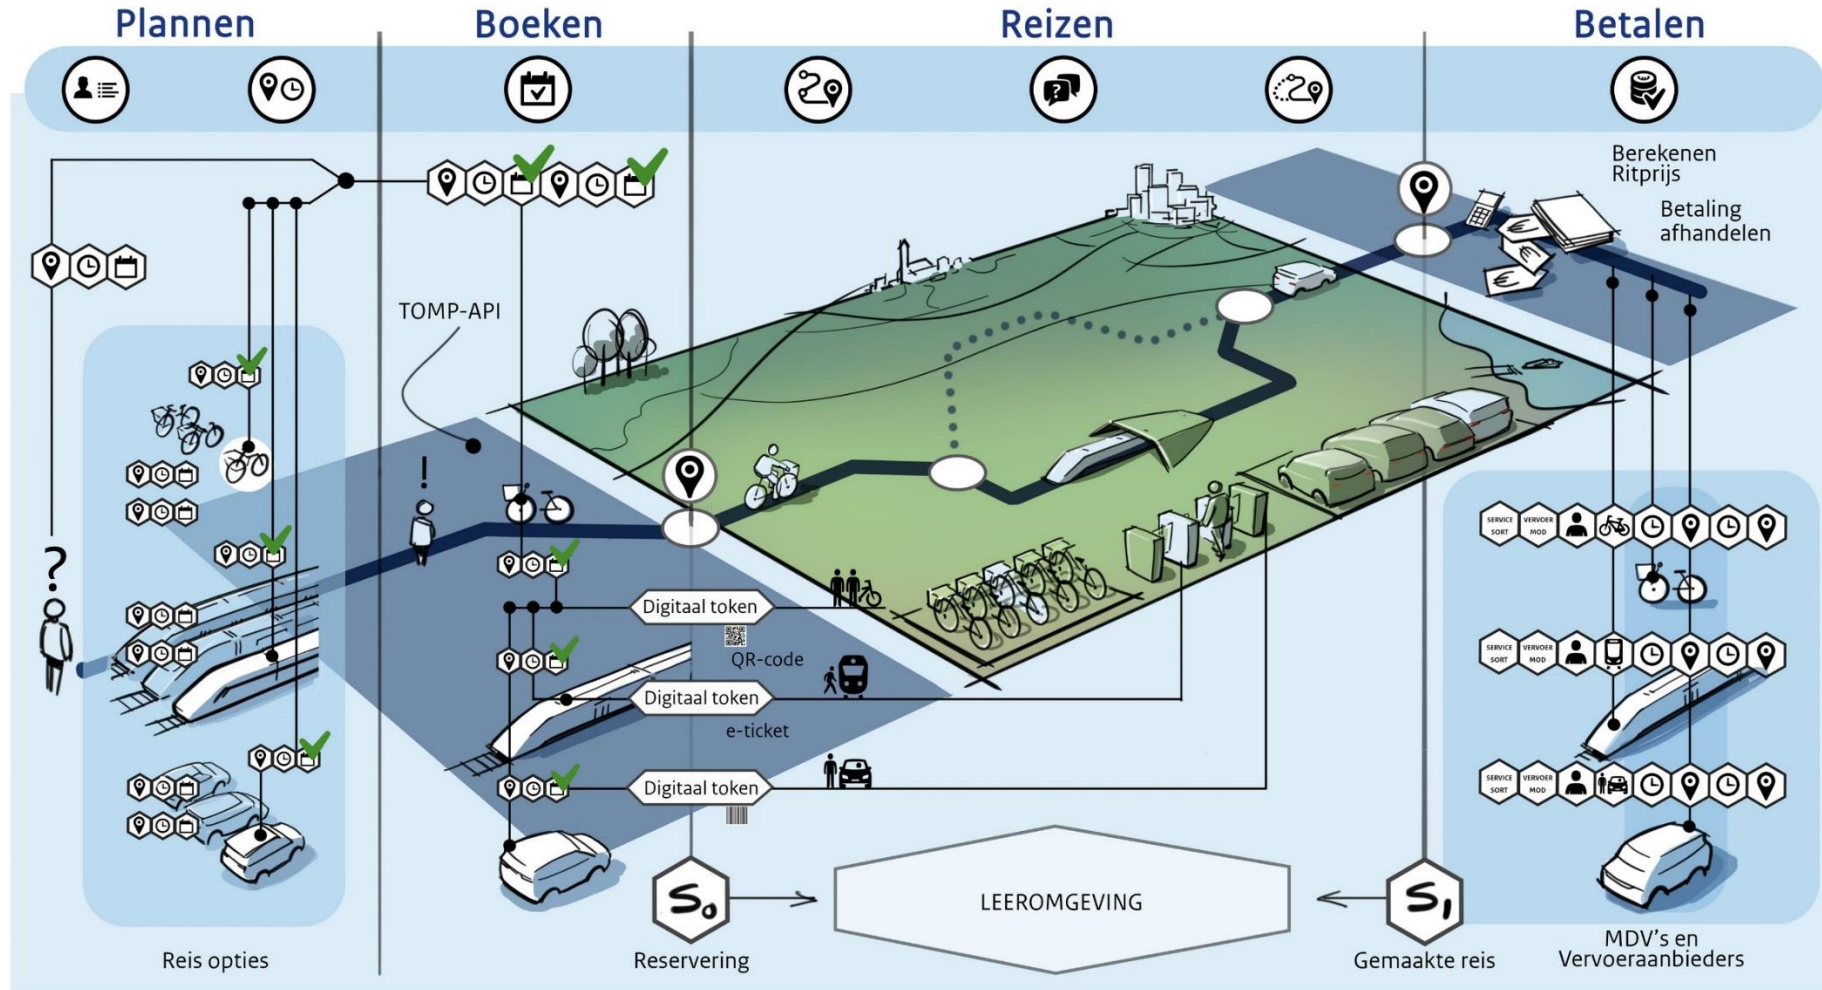 Plannen
Boeken
Reizen
Betalen
Berekenen
Ritprijs
Betaling
afhandelen
TOMP-API
?
!
Digitaal token
QR-code
Digitaal token
e-ticket
Digitaal token
SERVICE
SORT
VERVOER
MOD
SERVICE
SORT
VERVOER
MOD
SERVICE
SORT
VERVOER
MOD
S0
LEEROMGEVING
S1
Reis opties
Reservering
Gemaakte reis
MDV's en
Vervoeraanbieders